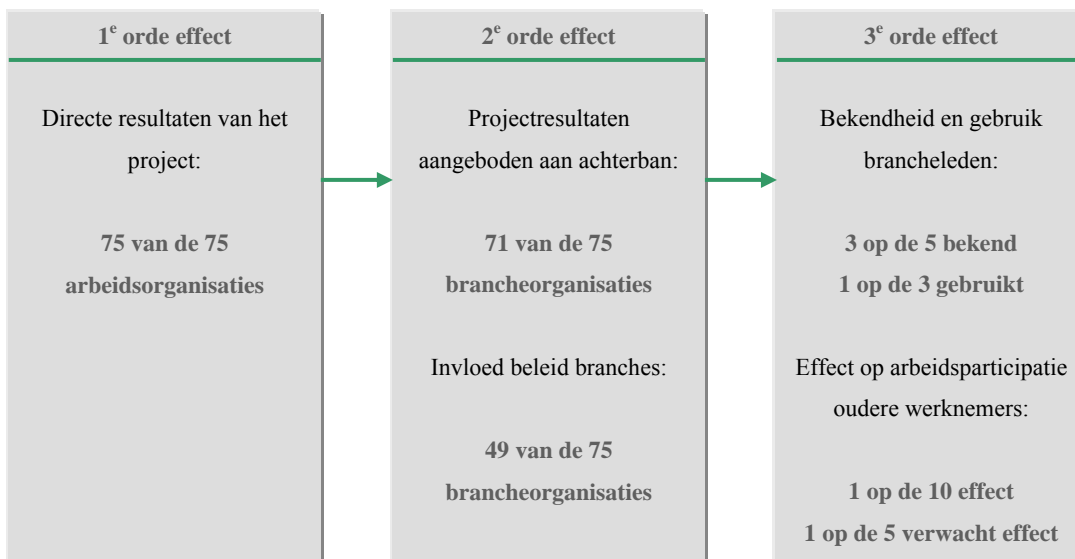 1e orde effect
Directe resultaten van het
project:
75 van de 75
arbeidsorganisaties
2e orde effect
Projectresultaten
aangeboden aan achterban:
71 van de 75
brancheorganisaties
Invloed beleid branches:
49 van de 75
brancheorganisaties
3e orde effect
Bekendheid en gebruik
brancheleden:
3 op de 5 bekend
1 op de 3 gebruikt
Effect op arbeidsparticipatie
oudere werknemers:
1 op de 10 effect
1 op de 5 verwacht effect